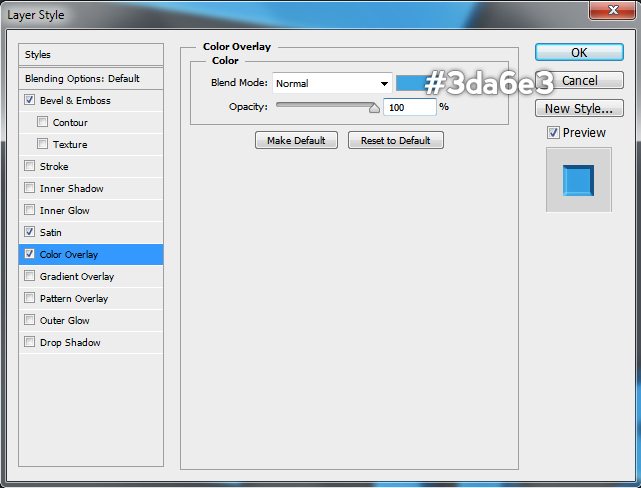 Layer Style
Styles
Blending Options: Default
Bevel & Emboss
Contour
Texture
Stroke
Inner Shadow
Inner Glow
Satin
Color Overlay
Gradient Overlay
Pattern Overlay
Outer Glow
Drop Shadow
Color Overlay
Color
Blend Mode: Normal
#3da6e3
Opacity: 100 %
Make Default Reset to Default
OK
Cancel
New Style...
Preview